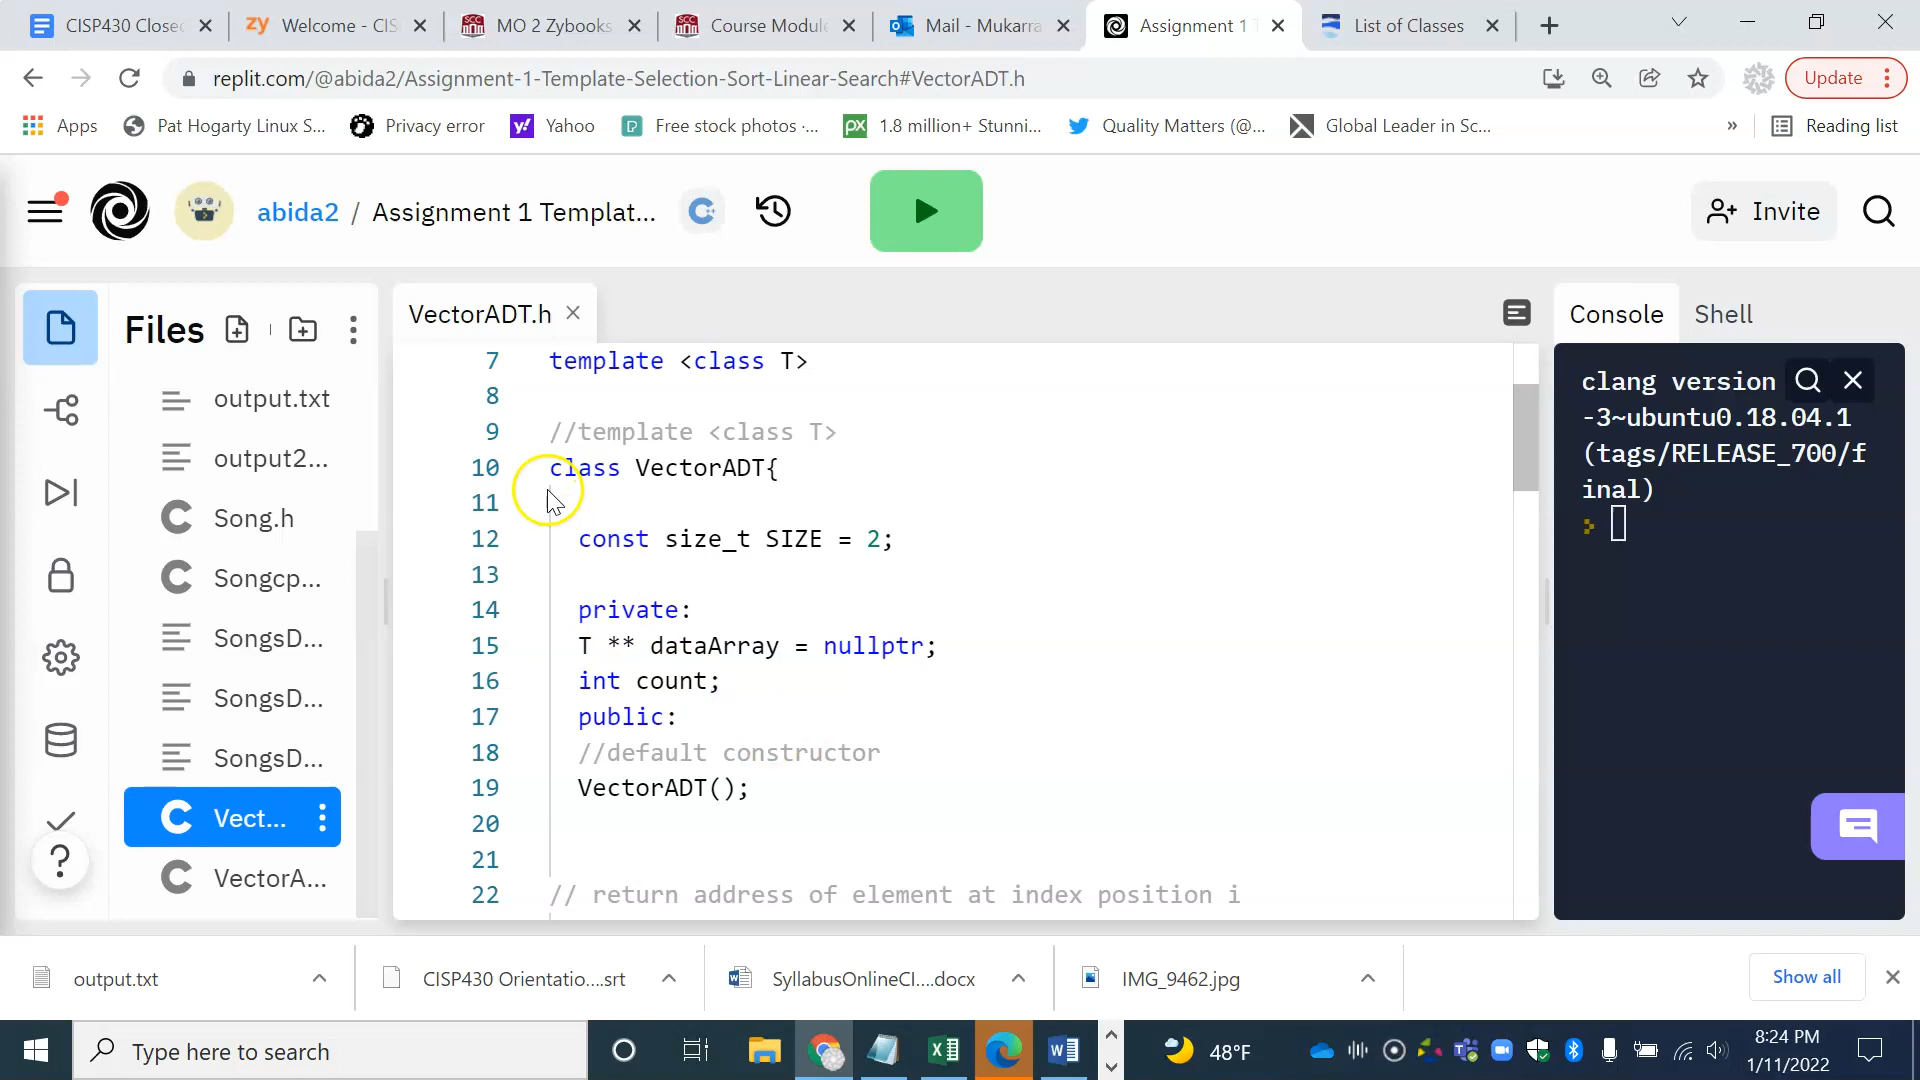 CISP430 Closed
Welcome - CIS
MO 2 Zybooks
Course Module
Mail - Mukarra
Assignment 1 T
List of Classes
replit.com/@abida2/Assignment-1-Template-Selection-Sort-Linear-Search#VectorADT.h
Update
Apps
Pat Hogarty Linux S...
Privacy error
Yahoo
Free stock photos ·...
1.8 million+ Stunni...
Quality Matters (@...
Global Leader in Sc...
»
Reading list
abida2 / Assignment 1 Templat...
Invite
Files
output.txt
output2...
Song.h
Songcp...
SongsD...
SongsD...
SongsD...
Vect...
VectorA...
VectorADT.h
7 template <class T>
8
9 //template <class T>
10 class VectorADT{
11
12 const size_t SIZE = 2;
13
14 private:
15 T ** dataArray = nullptr;
16 int count;
17 public:
18 //default constructor
19 VectorADT();
20
21
22 // return address of element at index position i
Console
Shell
clang version
-3~ubuntu0.18.04.1
(tags/RELEASE_700/f
inal)
output.txt
CISP430 Orientatio....srt
SyllabusOnlineCI....docx
IMG_9462.jpg
Show all
Type here to search
48°F
8:24 PM
1/11/2022